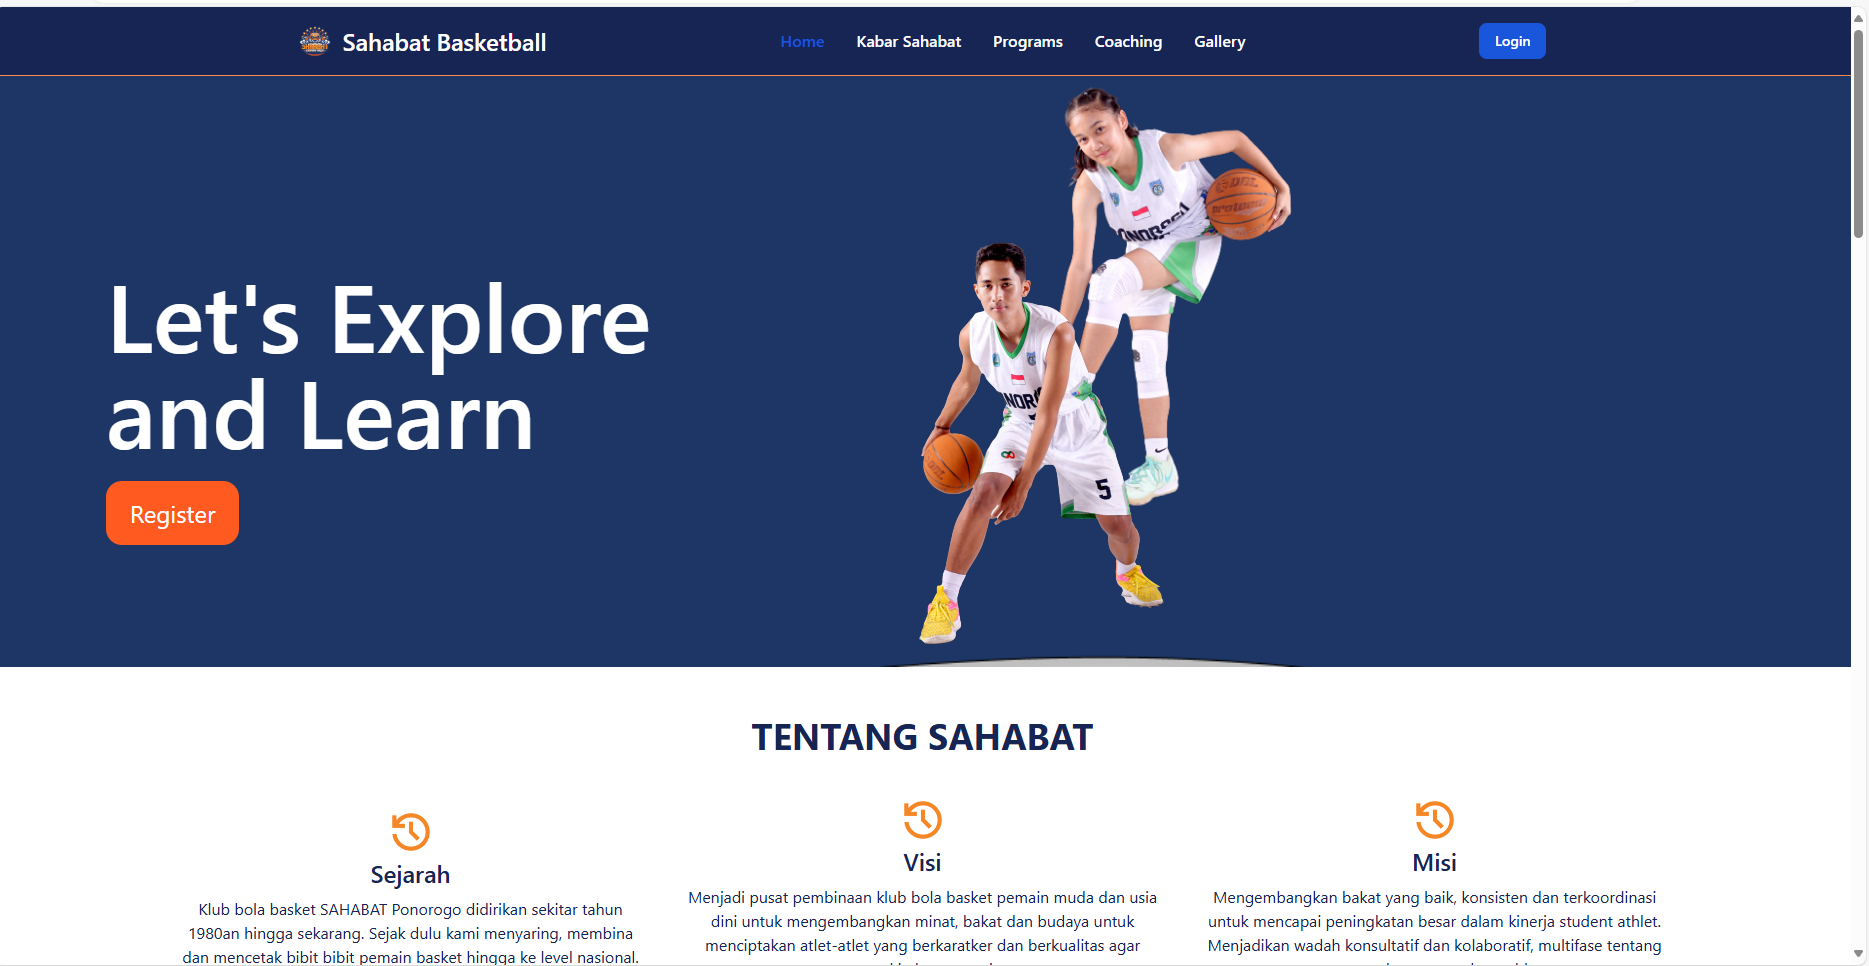 Sahabat Basketball
Home
Kabar Sahabat
Programs
Coaching
Gallery
Login
Let's Explore
and Learn
Register
5
TENTANG SAHABAT
Sejarah
Klub bola basket SAHABAT Ponorogo didirikan sekitar tahun
1980an hingga sekarang. Sejak dulu kami menyaring, membina
dan mencetak bibit bibit pemain basket hingga ke level nasional.
Visi
Menjadi pusat pembinaan klub bola basket pemain muda dan usia
dini untuk mengembangkan minat, bakat dan budaya untuk
menciptakan atlet-atlet yang berkaratker dan berkualitas agar
Misi
Mengembangkan bakat yang baik, konsisten dan terkoordinasi
untuk mencapai peningkatan besar dalam kinerja student athlet.
Menjadikan wadah konsultatif dan kolaboratif, multifase tentang